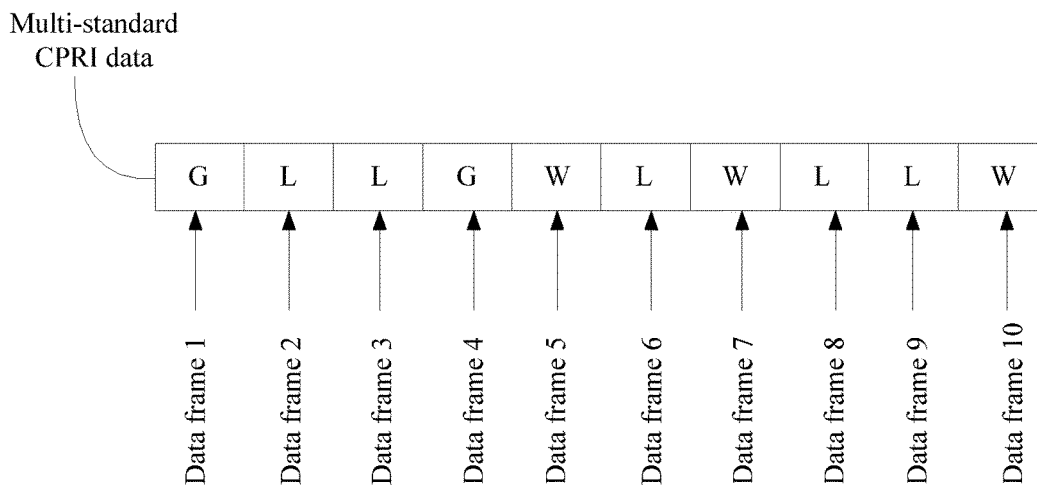 Multi-standard
CPRI data
G L L G W L W L L W
Data frame 1
Data frame 2
Data frame 3
Data frame 4
Data frame 5
Data frame 6
Data frame 7
Data frame 8
Data frame 9
Data frame 10